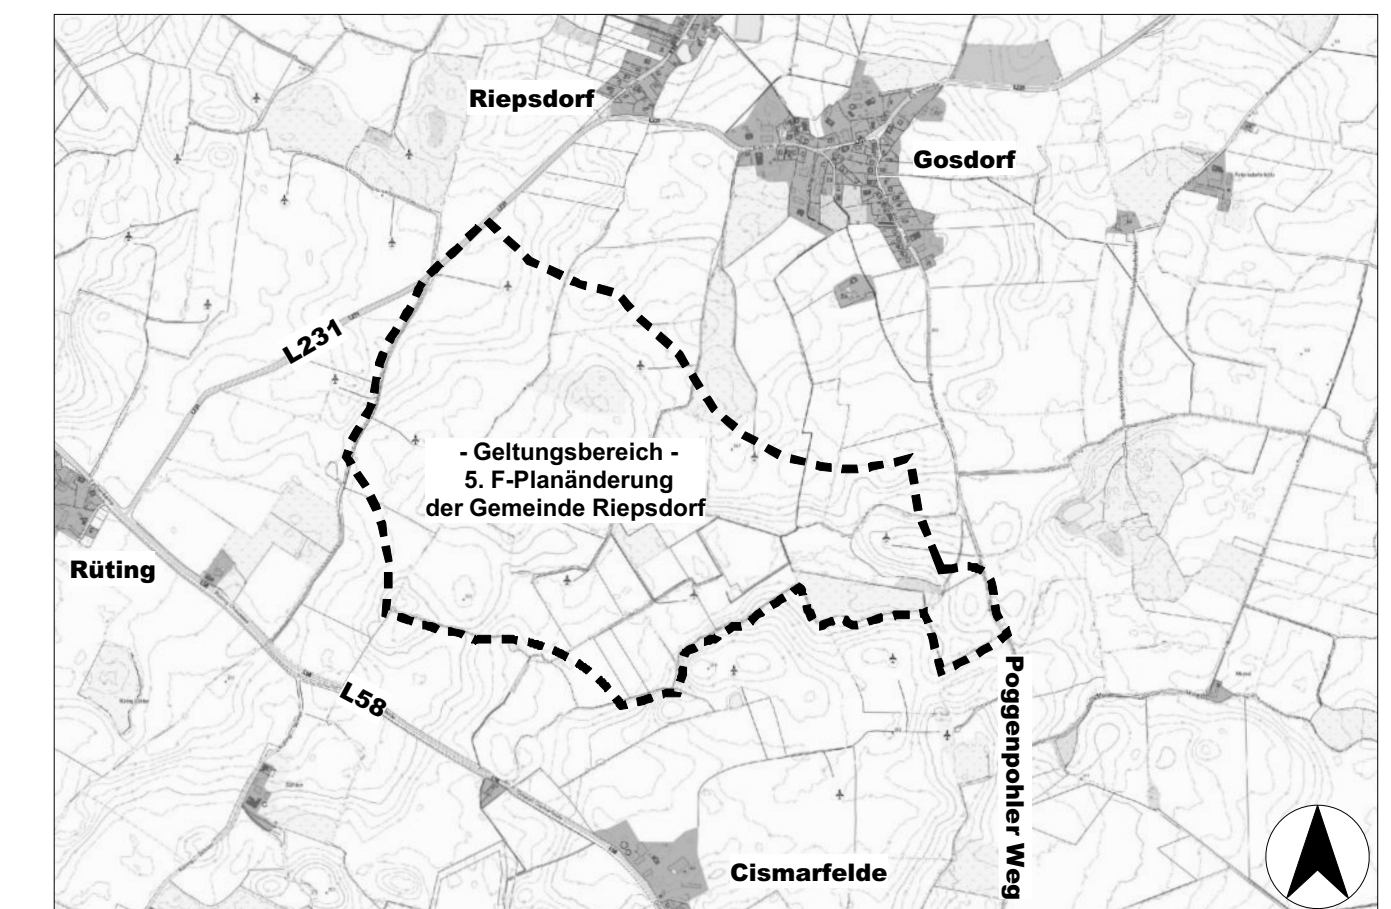 Riepsdorf
Gosdorf
L231
- Geltungsbereich -
5. F-Planänderung
der Gemeinde Riepsdorf
Rüting
L58
Poggenpohler Weg
Cismarfelde